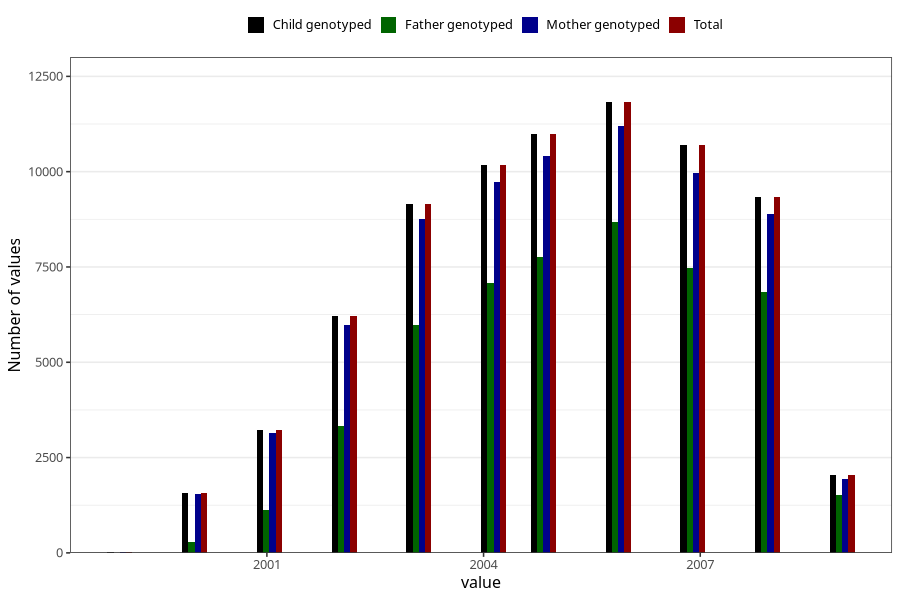 Child genotyped Father genotyped Mother genotyped Total
12500
10000
7500
5000
2500
0
Number of values
2001 2004 2007
value